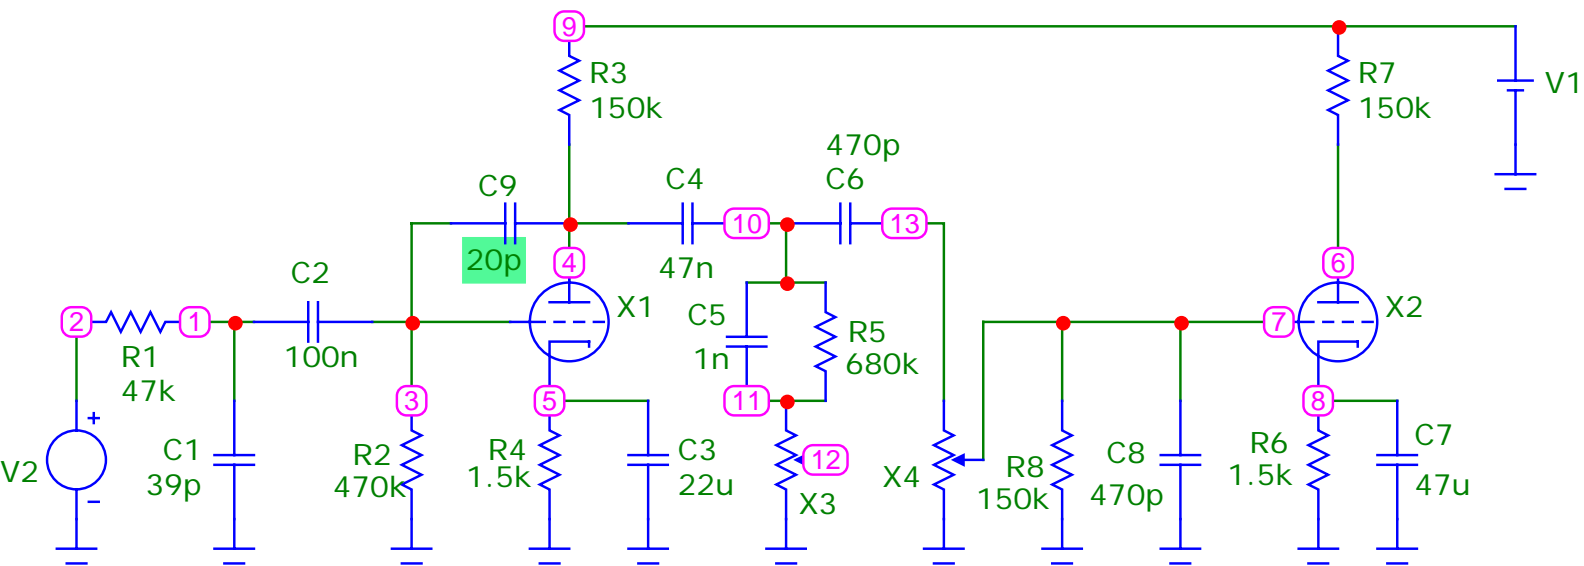 9
R3
150k
R7
150k
V1
470p
C6
C9
C4
10
13
20p
4
47n
6
C2
2
1
X1
C5
7
X2
R1
100n
1n
R5
47k
680k
3
5
11
8
+
V2
−
C1
39p
R2
470k
R4
1.5k
C3
22u
12
X3
X4
R8
150k
C8
470p
R6
1.5k
C7
47u